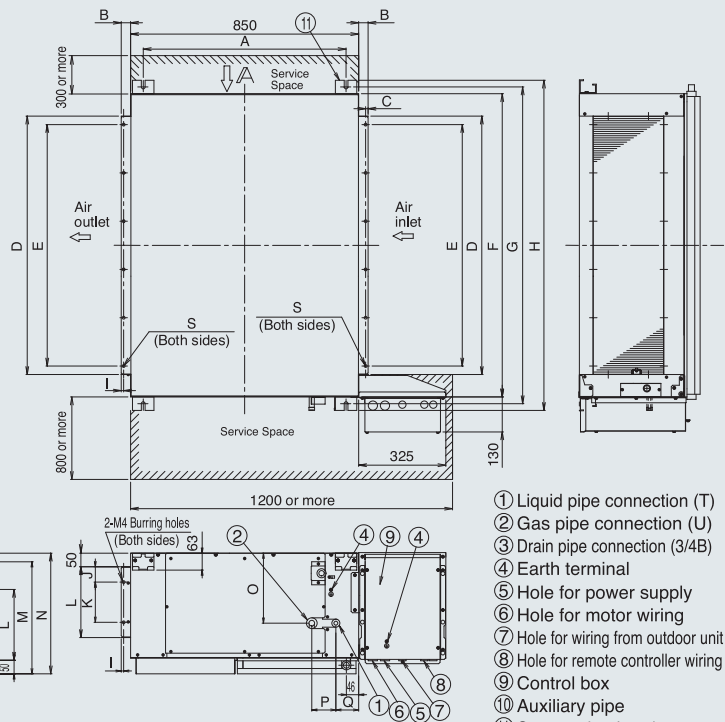 B
850
B
A
⑪
300 or more
Service
Space
C
Air
outlet
Air
inlet
D
E
E
D
F
G
H
S
(Both sides)
S
(Both sides)
I
800 or more
Service Space
325
130
1200 or more
2-M4 Burring holes
(Both sides)
63
②
④
⑨
④
50
J
L
K
M
N
L
50
I
O
46
P
Q
①
⑥
⑤
⑦
⑧
① Liquid pipe connection (T)
② Gas pipe connection (U)
③ Drain pipe connection (3/4B)
④ Earth terminal
⑤ Hole for power supply
⑥ Hole for motor wiring
⑦ Hole for wiring from outdoor unit
⑧ Hole for remote controller wiring
⑨ Control box
⑩ Auxiliary pipe